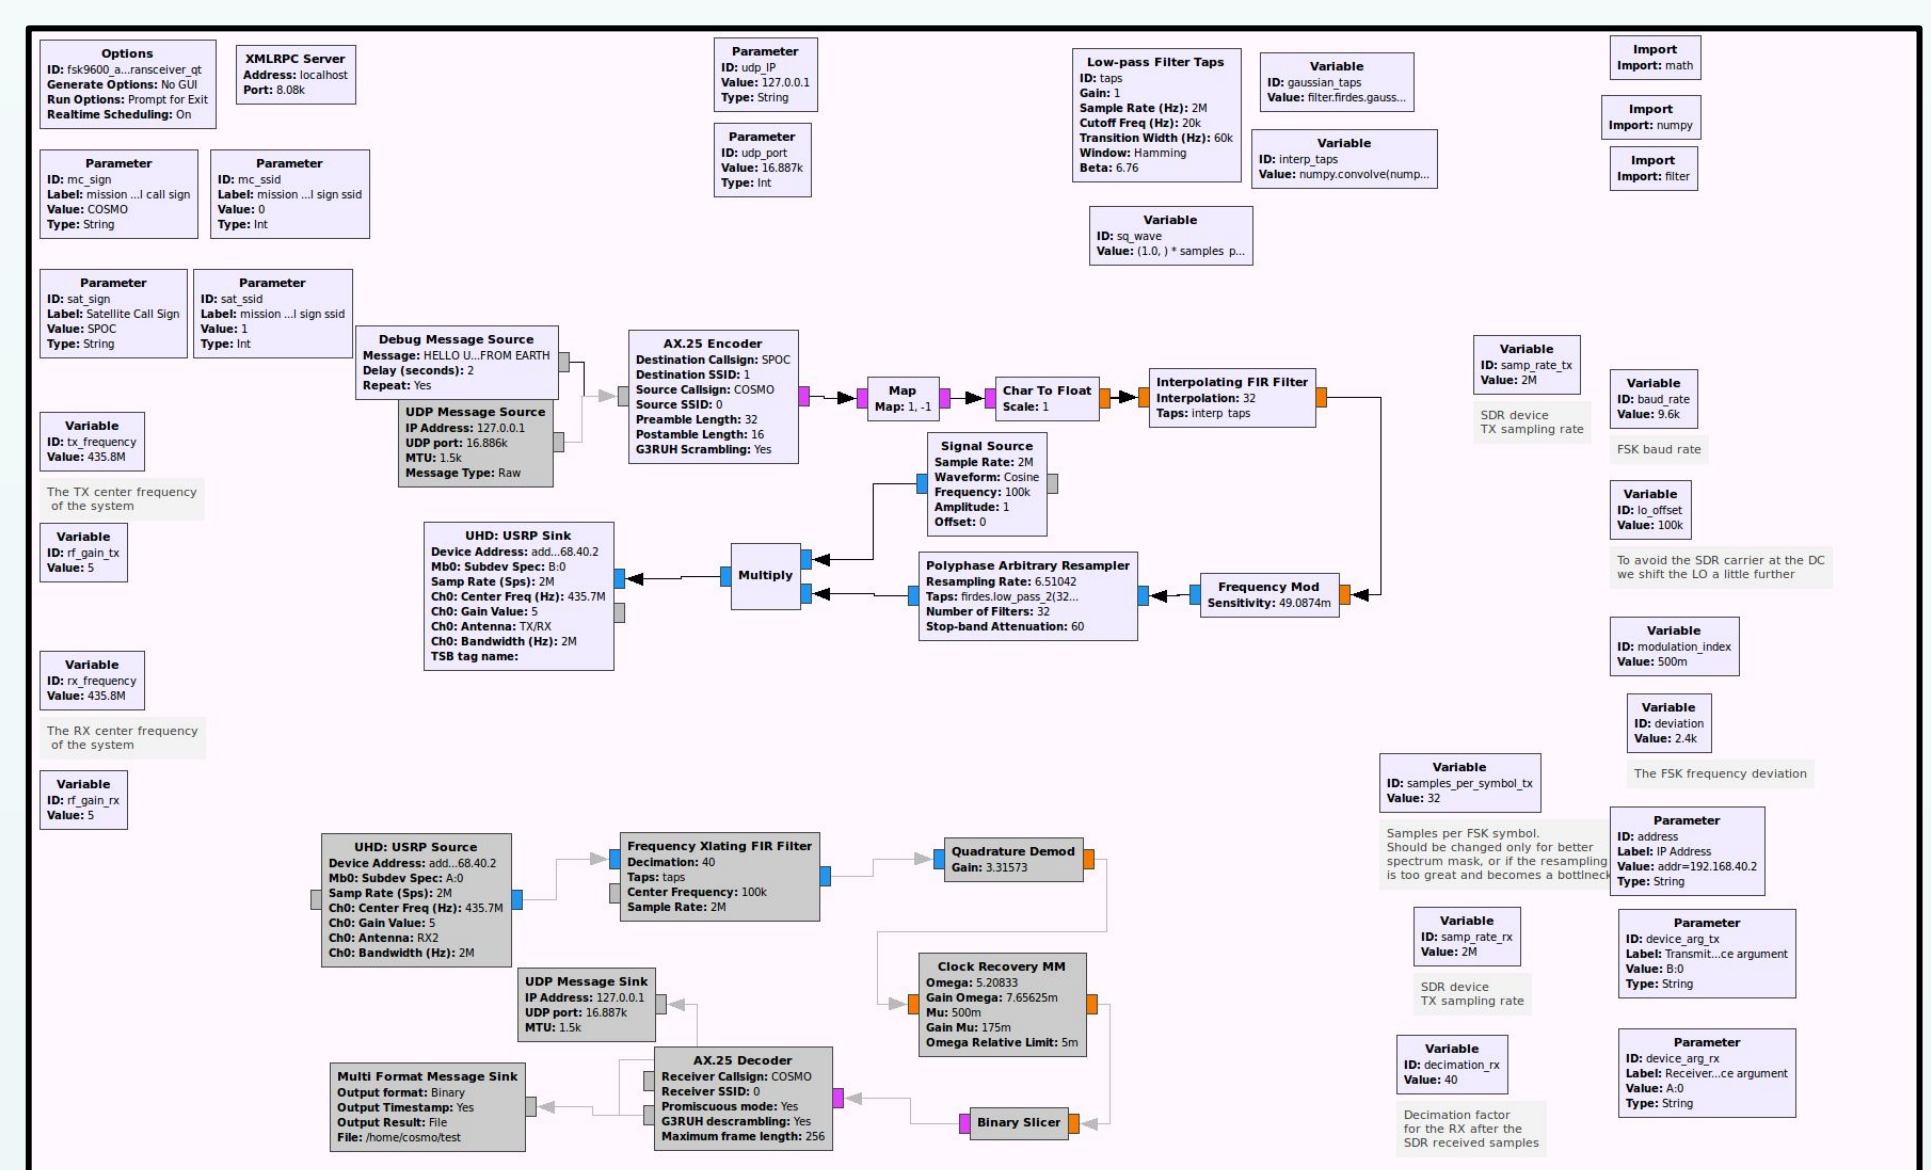 Options
ID: fsk9600_a...ransceiver_qt
Generate Options: No GUI
Run Options: Prompt for Exit
Realtime Scheduling: On
XMLRPC Server
Address: localhost
Port: 8.08k
Parameter
ID: udp_IP
Value: 127.0.0.1
Type: String
Parameter
ID: udp_port
Value: 16.887k
Type: Int
Low-pass Filter Taps
ID: taps
Gain: 1
Sample Rate (Hz): 2M
Cutoff Freq (Hz): 20k
Transition Width (Hz): 60k
Window: Hamming
Beta: 6.76
Variable
ID: gaussian_taps
Value: filter.firdes.gauss...
Variable
ID: interp_taps
Value: numpy.convolve(nump...
Variable
ID: sq_wave
Value: (1.0, ) * samples_p...
Import
Import: math
Import
Import: numpy
Import
Import: filter
Parameter
ID: mc_sign
Label: mission ...l call sign
Value: COSMO
Type: String
Parameter
ID: mc_ssid
Label: mission ...l sign ssid
Value: 0
Type: Int
Parameter
ID: sat_sign
Label: Satellite Call Sign
Value: SPOC
Type: String
Parameter
ID: sat_ssid
Label: mission ...l sign ssid
Value: 1
Type: Int
Debug Message Source
Message: HELLO U...FROM EARTH
Delay (seconds): 2
Repeat: Yes
UDP Message Source
IP Address: 127.0.0.1
UDP port: 16.886k
MTU: 1.5k
Message Type: Raw
AX.25 Encoder
Destination Callsign: SPOC
Destination SSID: 1
Source Callsign: COSMO
Source SSID: 0
Preamble Length: 32
Postamble Length: 16
G3RUH Scrambling: Yes
Map
Map: 1, -1
Char To Float
Scale: 1
Interpolating FIR Filter
Interpolation: 32
Taps: interp_taps
Variable
ID: samp_rate_tx
Value: 2M
SDR device
TX sampling rate
Variable
ID: baud_rate
Value: 9.6k
FSK baud rate
Variable
ID: tx_frequency
Value: 435.8M
The TX center frequency
of the system
Variable
ID: rf_gain_tx
Value: 5
Signal Source
Sample Rate: 2M
Waveform: Cosine
Frequency: 100k
Amplitude: 1
Offset: 0
Variable
ID: lo_offset
Value: 100k
To avoid the SDR carrier at the DC
we shift the LO a little further
UHD: USRP Sink
Device Address: add...68.40.2
Mb0: Subdev Spec: B:0
Samp Rate (Sps): 2M
Ch0: Center Freq (Hz): 435.7M
Ch0: Gain Value: 5
Ch0: Antenna: TX/RX
Ch0: Bandwidth (Hz): 2M
TSB tag name:
Multiply
Polyphase Arbitrary Resampler
Resampling Rate: 6.51042
Taps: firdes.low_pass_2(32...
Number of Filters: 32
Stop-band Attenuation: 60
Frequency Mod
Sensitivity: 49.0874m
Variable
ID: modulation_index
Value: 500m
Variable
ID: deviation
Value: 2.4k
The FSK frequency deviation
Variable
ID: rx_frequency
Value: 435.8M
The RX center frequency
of the system
Variable
ID: rf_gain_rx
Value: 5
Variable
ID: samples_per_symbol_tx
Value: 32
Samples per FSK symbol.
Should be changed only for better
spectrum mask, or if the resampling
is too great and becomes a bottlneck
Parameter
ID: address
Label: IP Address
Value: addr=192.168.40.2
Type: String
UHD: USRP Source
Device Address: add...68.40.2
Mb0: Subdev Spec: A:0
Samp Rate (Sps): 2M
Ch0: Center Freq (Hz): 435.7M
Ch0: Gain Value: 5
Ch0: Antenna: RX2
Ch0: Bandwidth (Hz): 2M
Frequency Xlating FIR Filter
Decimation: 40
Taps: taps
Center Frequency: 100k
Sample Rate: 2M
Quadrature Demod
Gain: 3.31573
Variable
ID: samp_rate_rx
Value: 2M
SDR device
TX sampling rate
Parameter
ID: device_arg_tx
Label: Transmit...ce argument
Value: B:0
Type: String
UDP Message Sink
IP Address: 127.0.0.1
UDP port: 16.887k
MTU: 1.5k
Clock Recovery MM
Omega: 5.20833
Gain Omega: 7.65625m
Mu: 500m
Gain Mu: 175m
Omega Relative Limit: 5m
Variable
ID: decimation_rx
Value: 40
Decimation factor
for the RX after the
SDR received samples
Parameter
ID: device_arg_rx
Label: Receiver...ce argument
Value: A:0
Type: String
Multi Format Message Sink
Output format: Binary
Output Timestamp: Yes
Output Result: File
File: /home/cosmo/test
AX.25 Decoder
Receiver Callsign: COSMO
Receiver SSID: 0
Promiscuous mode: Yes
G3RUH descrambling: Yes
Maximum frame length: 256
Binary Slicer